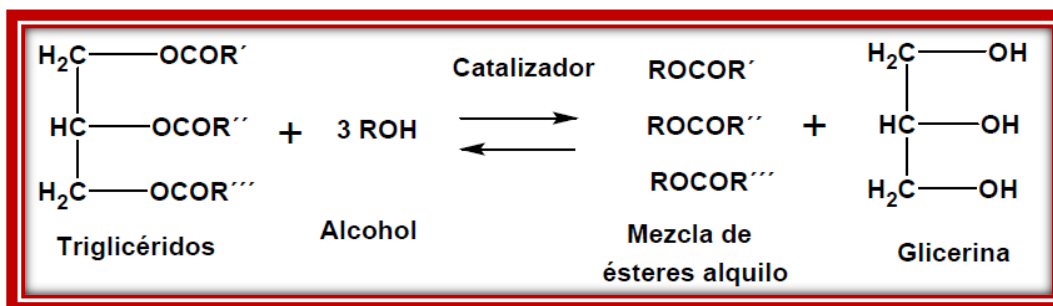 H₂C—OCOR´
HC—OCOR´´
H₂C—OCOR´´´
Triglicéridos
+
3 ROH
Alcohol
Catalizador
ROCOR´
ROCOR´´
ROCOR´´´
Mezcla de
ésteres alquilo
+
H₂C—OH
HC—OH
H₂C—OH
Glicerina